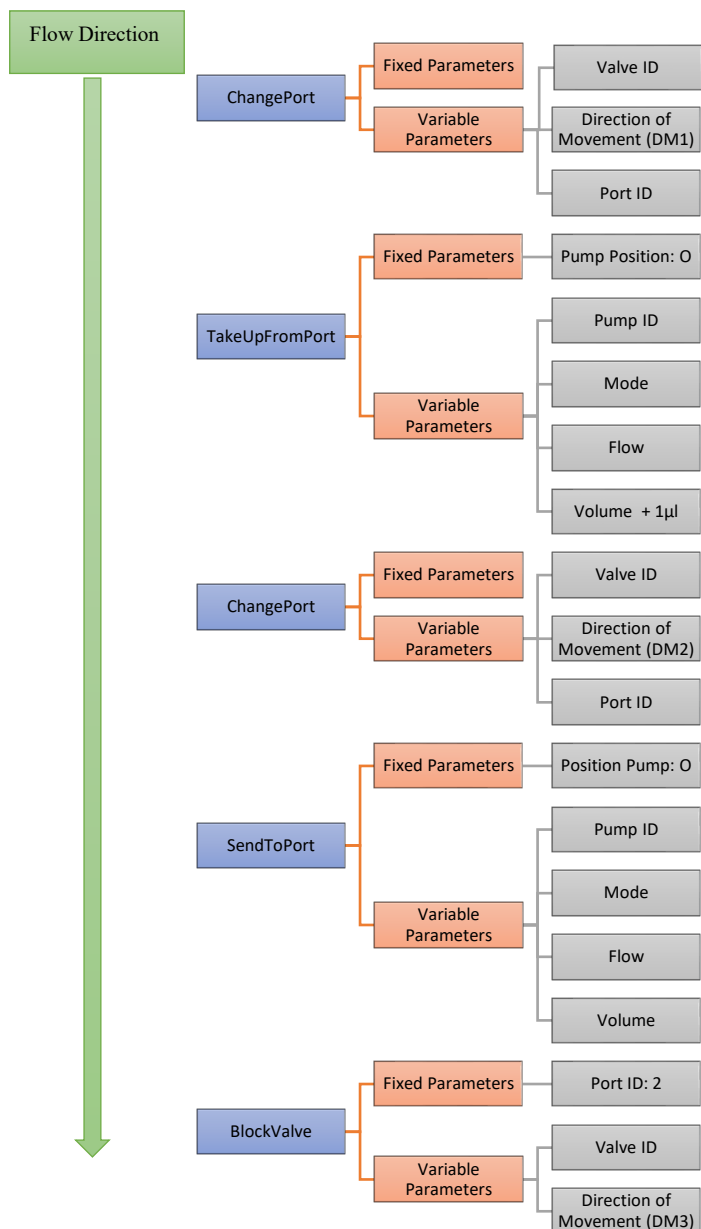 Flow Direction
ChangePort
Fixed Parameters
Variable
Parameters
Valve ID
Direction of
Movement (DM1)
Port ID
TakeUpFromPort
Fixed Parameters
Pump Position: O
Variable
Parameters
Pump ID
Mode
Flow
Volume + 1µl
ChangePort
Fixed Parameters
Variable
Parameters
Valve ID
Direction of
Movement (DM2)
Port ID
SendToPort
Fixed Parameters
Position Pump: O
Variable
Parameters
Pump ID
Mode
Flow
Volume
BlockValve
Fixed Parameters
Port ID: 2
Variable
Parameters
Valve ID
Direction of
Movement (DM3)